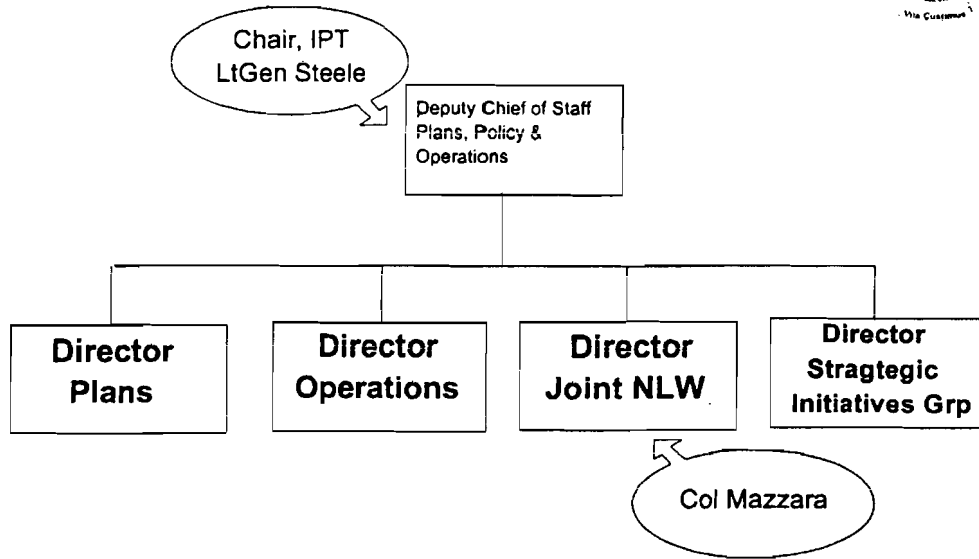 Chair, IPT
LtGen Steele
Deputy Chief of Staff
Plans, Policy &
Operations
Director
Plans
Director
Operations
Director
Joint NLW
Director
Stragtegic
Initiatives Grp
Col Mazzara